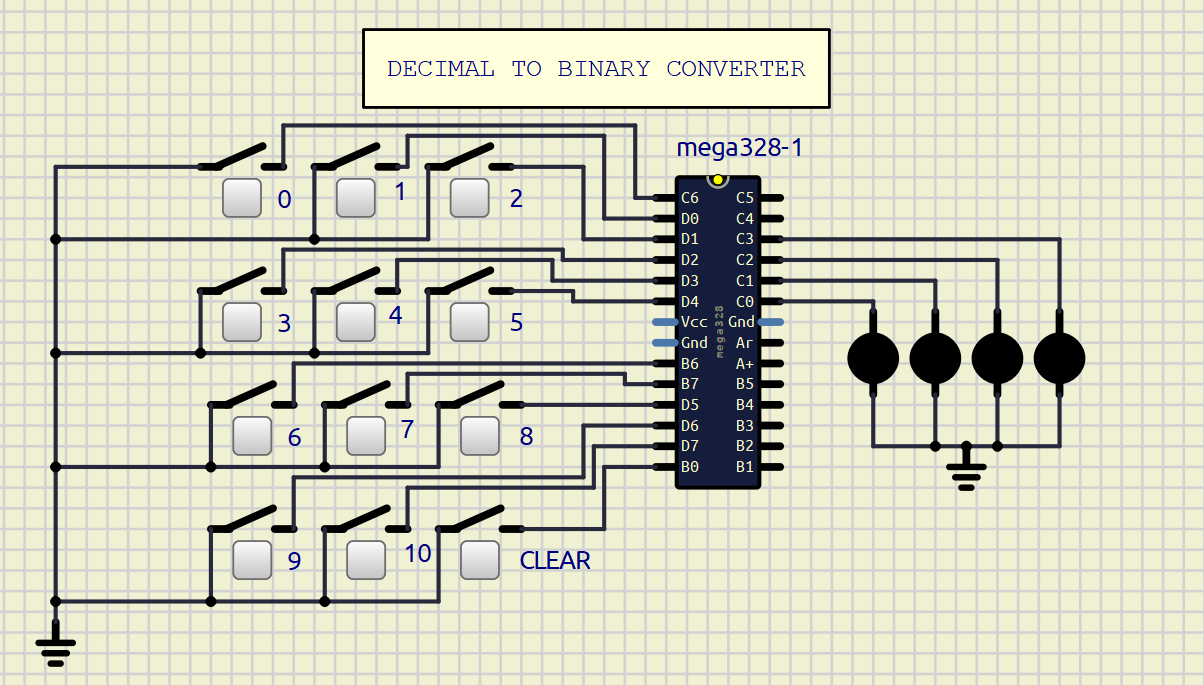 DECIMAL TO BINARY CONVERTER
mega328-1
0
1
2
3
4
5
6
7
8
9
10
CLEAR
C6 C5
D0 C4
D1 C3
D2 C2
D3 C1
D4 C0
Vcc Gnd
Gnd Ar
B6 A+
B7 B5
D5 B4
D6 B3
D7 B2
B0 B1
mega328